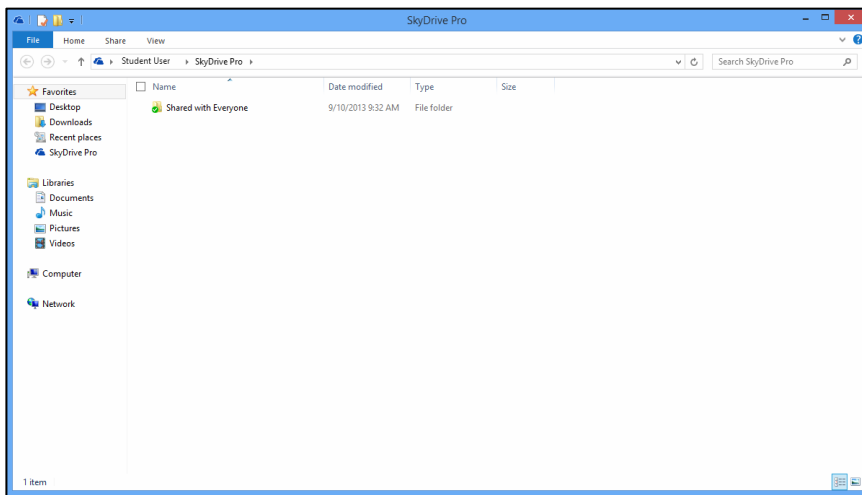 SkyDrive Pro
File Home Share View
Student User SkyDrive Pro Search SkyDrive Pro
Name Date modified Type Size
Shared with Everyone 9/10/2013 9:32 AM File folder
Favorites
Desktop
Downloads
Recent places
SkyDrive Pro
Libraries
Documents
Music
Pictures
Videos
Computer
Network
1 item